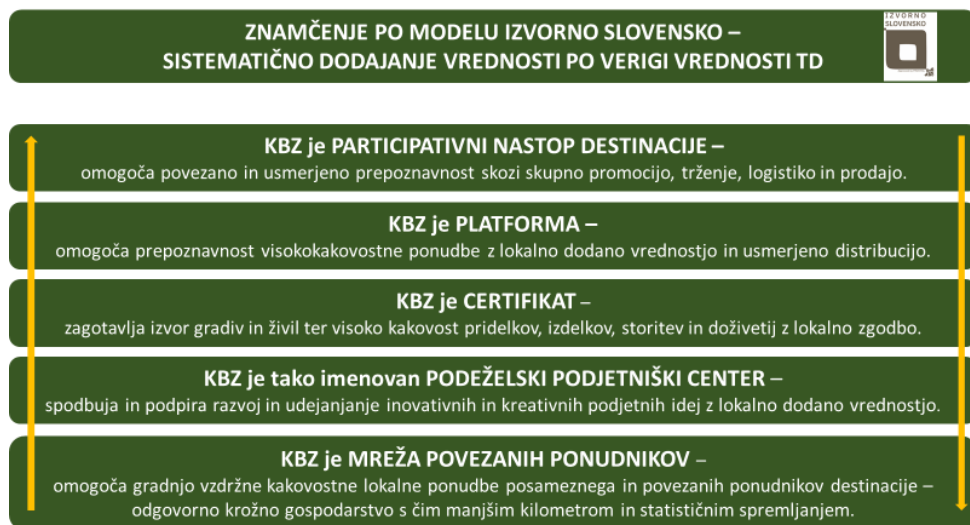 ZNAMČENJE PO MODELU IZVORNO SLOVENSKO –
SISTEMATIČNO DODAJANJE VREDNOSTI PO VERIGI VREDNOSTI TD
IZVORNO
SLOVENSKO
KBZ je PARTICIPATIVNI NASTOP DESTINACIJE –
omogoča povezano in usmerjeno prepoznavnost skozi skupno promocijo, trženje, logistiko in prodajo.
KBZ je PLATFORMA –
omogoča prepoznavnost visokokakovostne ponudbe z lokalno dodano vrednostjo in usmerjeno distribucijo.
KBZ je CERTIFIKAT –
zagotavlja izvor gradiv in živil ter visoko kakovost pridelkov, izdelkov, storitev in doživetij z lokalno zgodbo.
KBZ je tako imenovan PODEŽELSKI PODJETNIŠKI CENTER –
spodbuja in podpira razvoj in udejanjanje inovativnih in kreativnih podjetnih idej z lokalno dodano vrednostjo.
KBZ je MREŽA POVEZANIH PONUDNIKOV –
omogoča gradnjo vzdržne kakovostne lokalne ponudbe posameznega in povezanih ponudnikov destinacije –
odgovorno krožno gospodarstvo s čim manjšim kilometrom in statističnim spremljanjem.